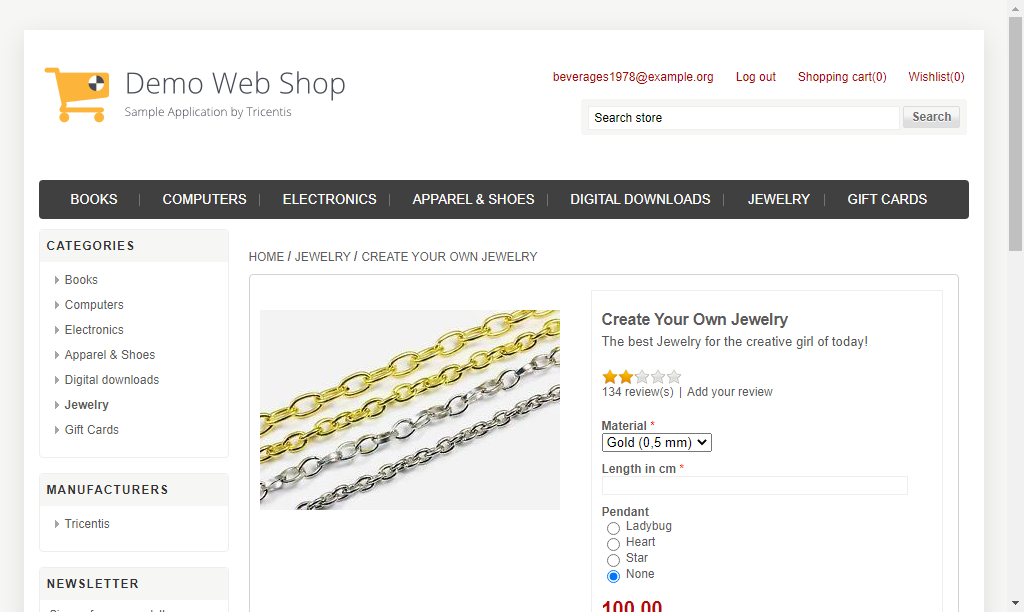 Demo Web Shop
Sample Application by Tricentis
beverages1978@example.org Log out Shopping cart(0) Wishlist(0)
Search store Search
BOOKS | COMPUTERS | ELECTRONICS | APPAREL & SHOES | DIGITAL DOWNLOADS | JEWELRY | GIFT CARDS
CATEGORIES
Books
Computers
Electronics
Apparel & Shoes
Digital downloads
Jewelry
Gift Cards
MANUFACTURERS
Tricentis
NEWSLETTER
HOME / JEWELRY / CREATE YOUR OWN JEWELRY
Create Your Own Jewelry
The best Jewelry for the creative girl of today!
134 review(s) | Add your review
Material *
Gold (0,5 mm)
Length in cm *
Pendant
Ladybug
Heart
Star
None
100.00